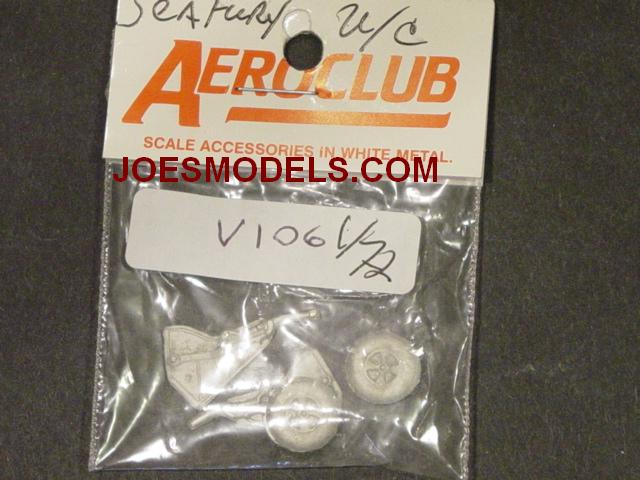 SEAFURY U/C
AEROCLUB
SCALE ACCESSORIES IN WHITE METAL.
JOESMODELS.COM
V106 1/72